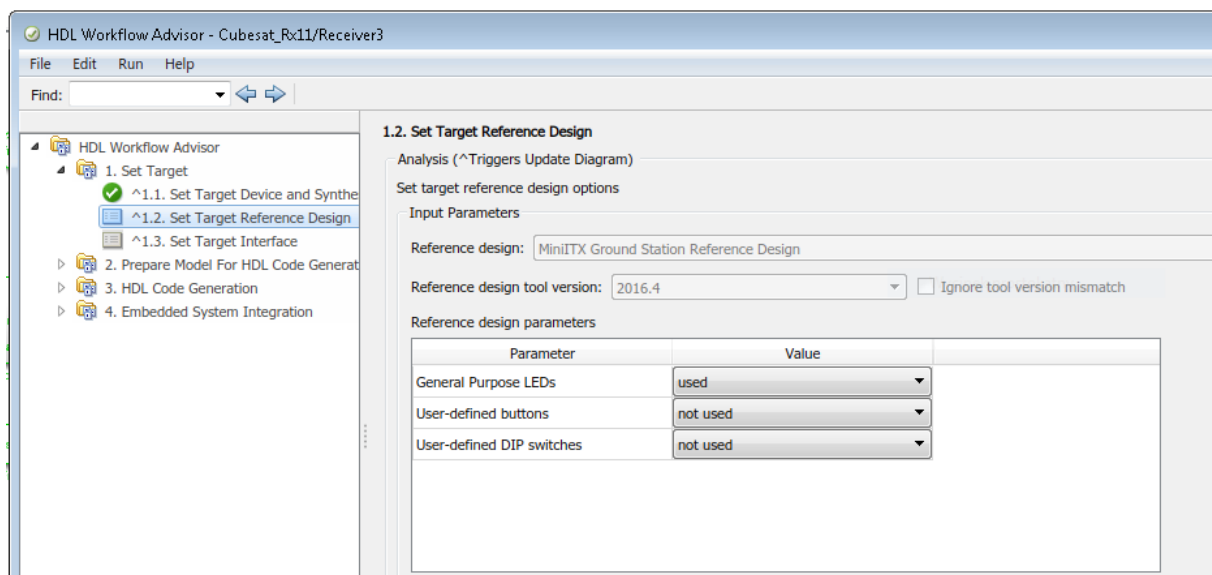 HDL Workflow Advisor - Cubesat_Rx11/Receiver3
File Edit Run Help
Find:
HDL Workflow Advisor
1. Set Target
^1.1. Set Target Device and Synthe
^1.2. Set Target Reference Design
^1.3. Set Target Interface
2. Prepare Model For HDL Code Generat
3. HDL Code Generation
4. Embedded System Integration
1.2. Set Target Reference Design
Analysis (^Triggers Update Diagram)
Set target reference design options
Input Parameters
Reference design: MiniITX Ground Station Reference Design
Reference design tool version: 2016.4 Ignore tool version mismatch
Reference design parameters
Parameter Value
General Purpose LEDs used
User-defined buttons not used
User-defined DIP switches not used